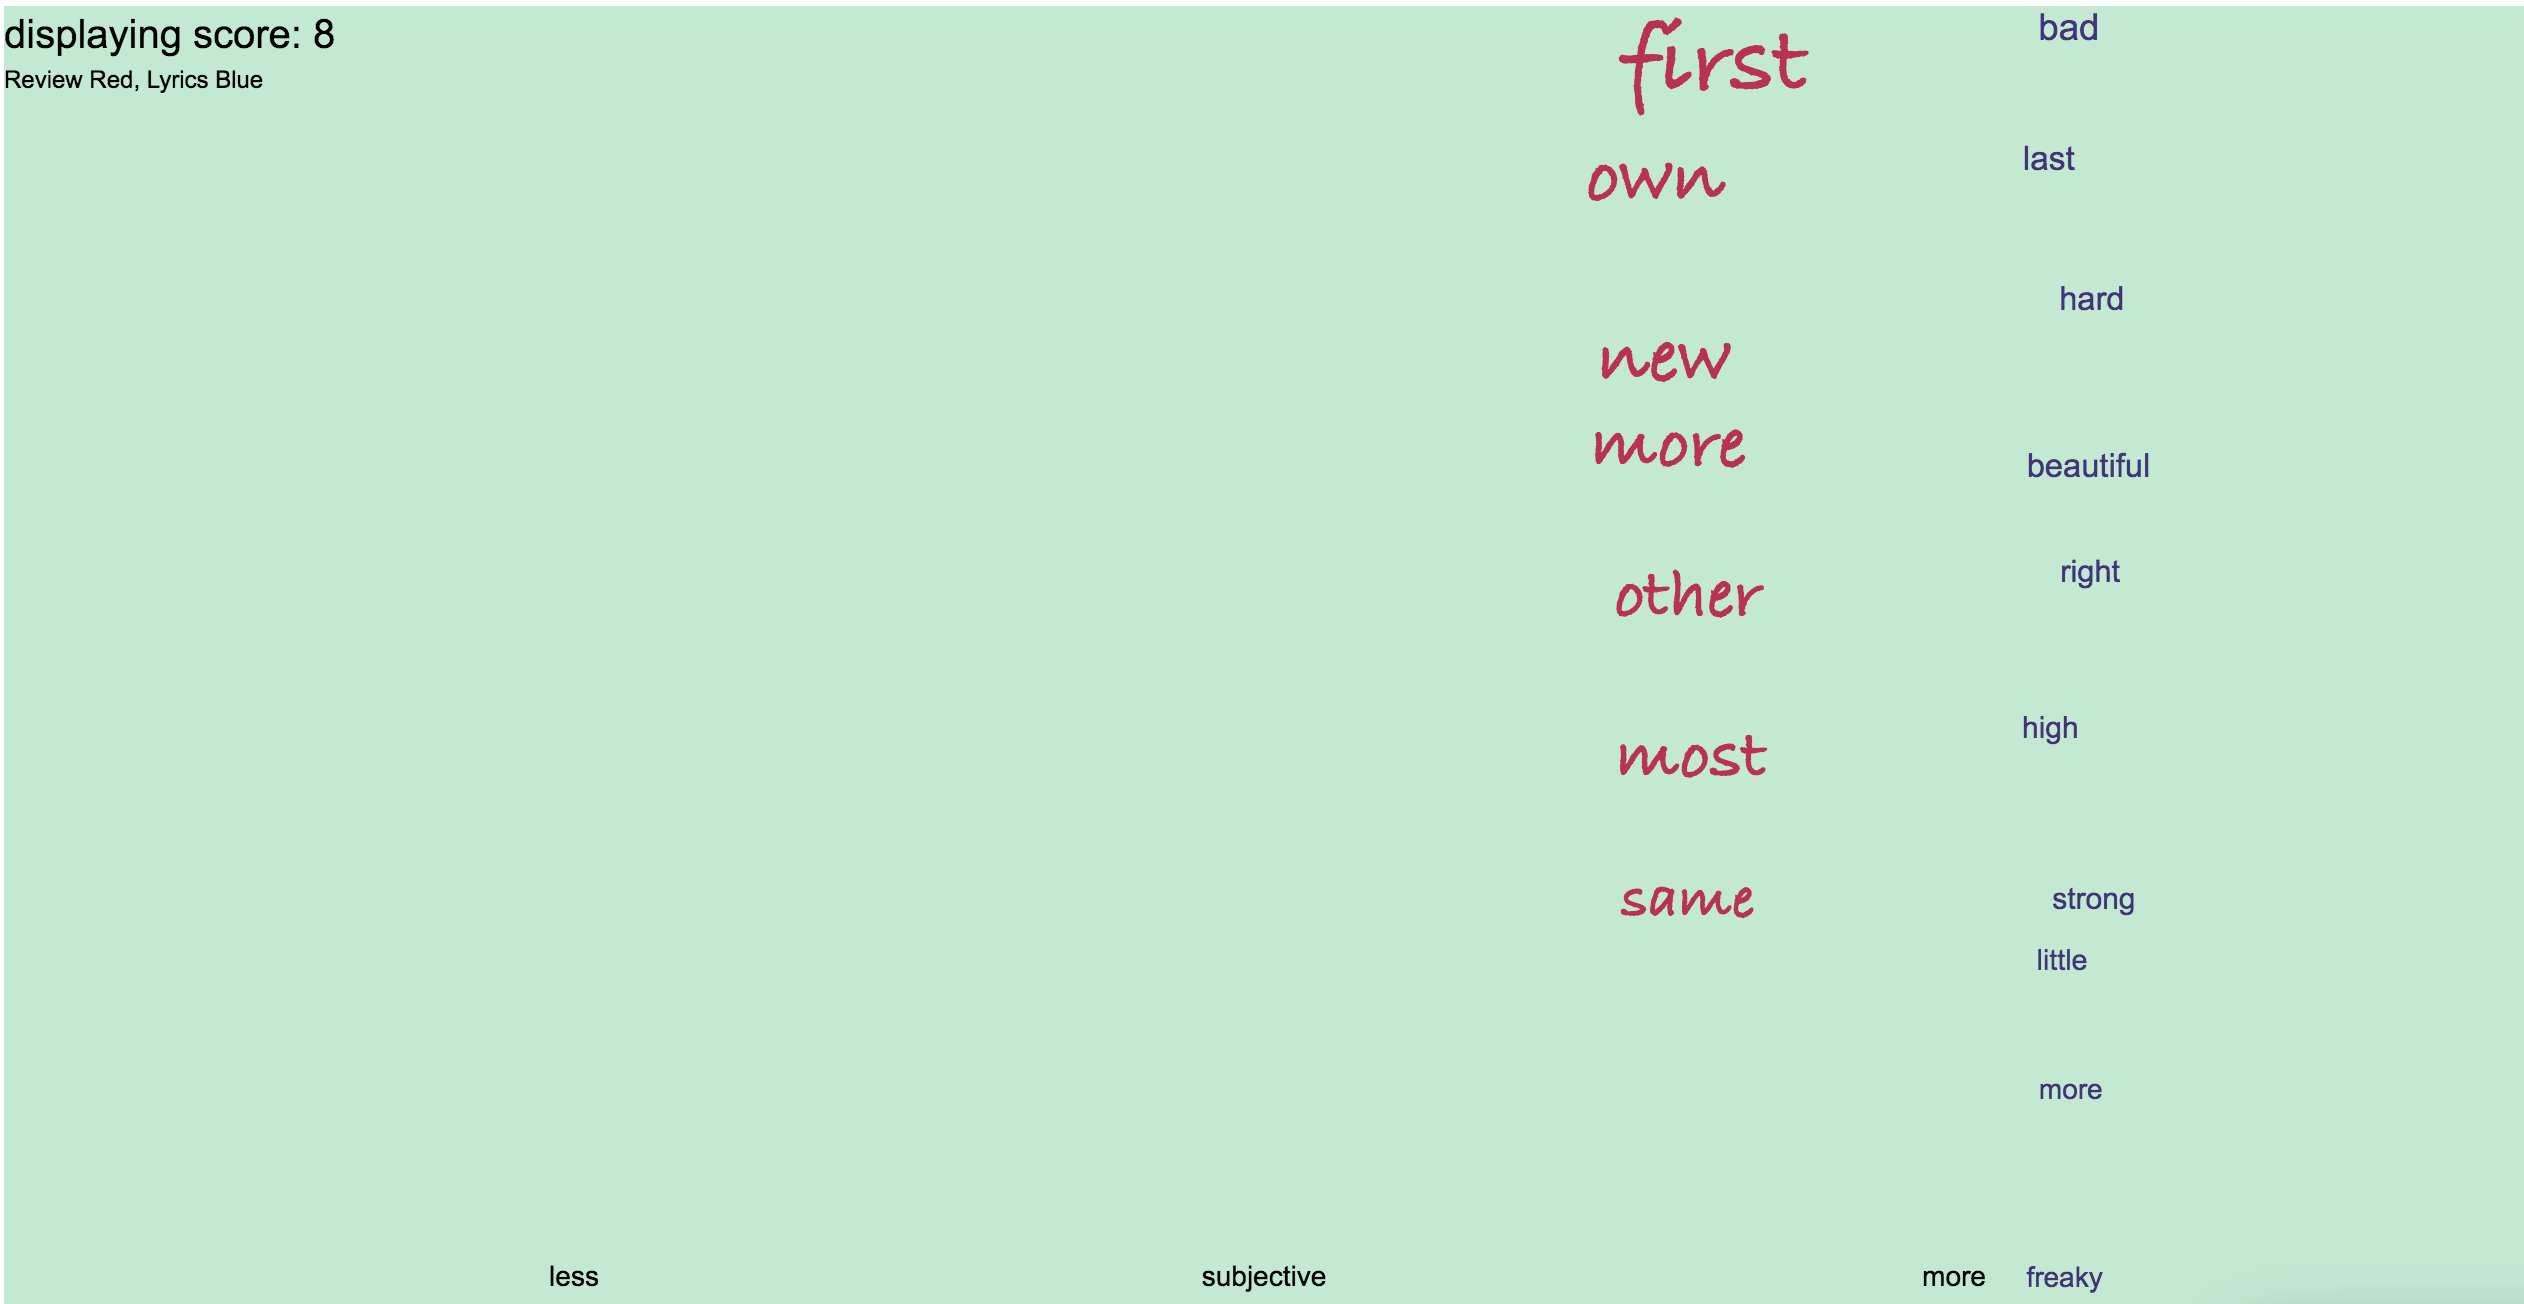 displaying score: 8
Review Red, Lyrics Blue
first
bad
own
last
hard
new
more
beautiful
other
right
most
high
same
strong
little
more
less subjective more freaky